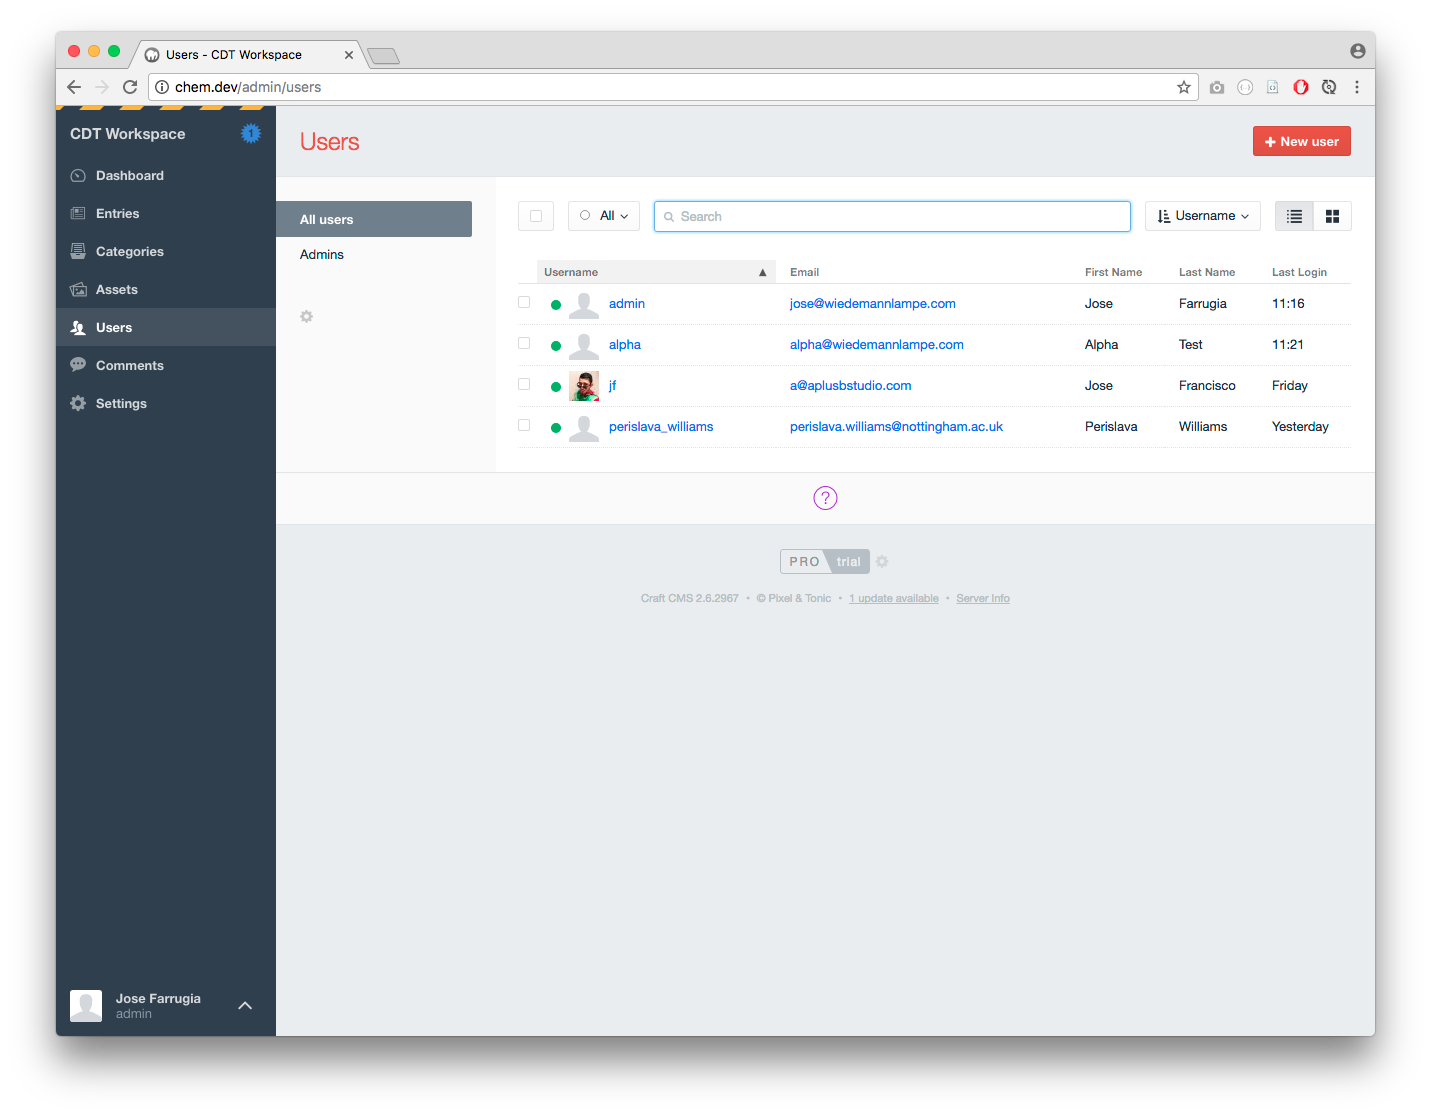 Users - CDT Workspace
chem.dev/admin/users
CDT Workspace
1
Dashboard
Entries
Categories
Assets
Users
Comments
Settings
Jose Farrugia
admin
Users
New user
All users
Admins
All
Search
Username
Username ▲ Email First Name Last Name Last Login
admin jose@wiedemannlampe.com Jose Farrugia 11:16
alpha alpha@wiedemannlampe.com Alpha Test 11:21
jf a@aplusbstudio.com Jose Francisco Friday
perislava_williams perislava.williams@nottingham.ac.uk Perislava Williams Yesterday
?
PRO trial
Craft CMS 2.6.2967 • © Pixel & Tonic • 1 update available • Server Info